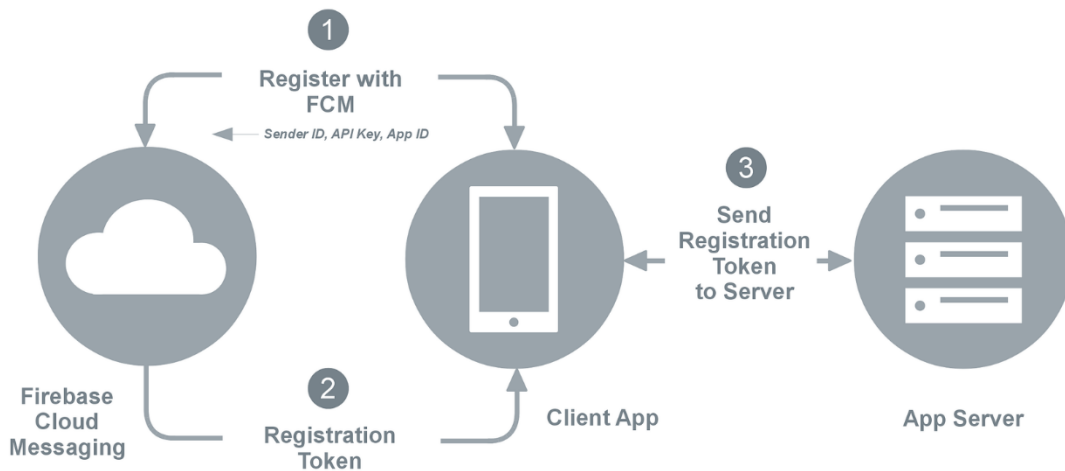 1
Register with
FCM
Sender ID, API Key, App ID
3
Send
Registration
Token
to Server
2
Registration
Token
Firebase
Cloud
Messaging
Client App
App Server